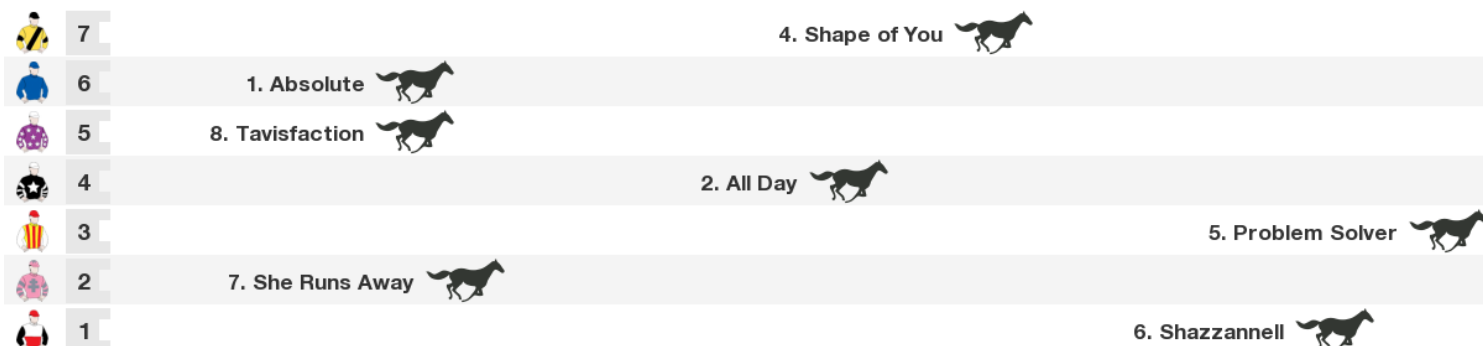 7 4. Shape of You
6 1. Absolute
5 8. Tavisfaction
4 2. All Day
3 5. Problem Solver
2 7. She Runs Away
1 6. Shazzannell